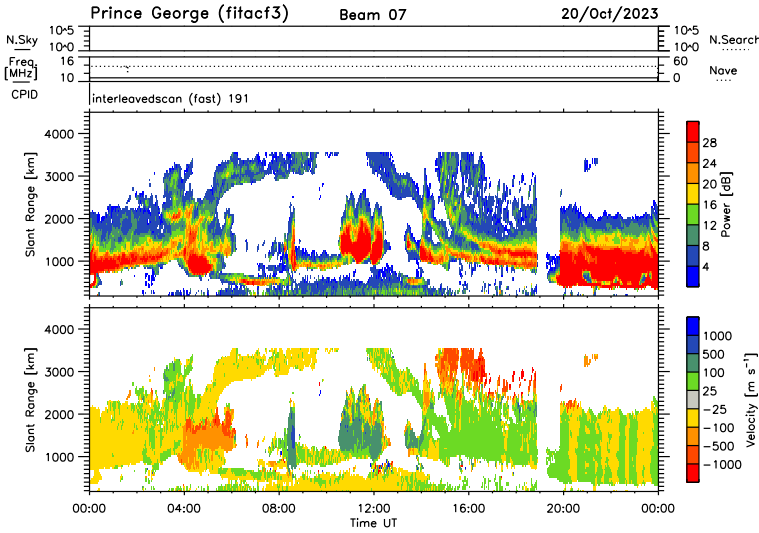 Prince George (fitacf3) Beam 07 20/Oct/2023
N.Sky
10^5
10^0
10^5
10^0
N.Search
Freq.
[MHz]
16
10
60
0
Nave
CPID
interleavedscan (fast) 191
Slant Range [km]
4000
3000
2000
1000
28
24
20
16
12
8
4
Power [dB]
Slant Range [km]
4000
3000
2000
1000
1000
500
100
25
-25
-100
-500
-1000
Velocity [m s⁻¹]
00:00 04:00 08:00 12:00 16:00 20:00 00:00
Time UT